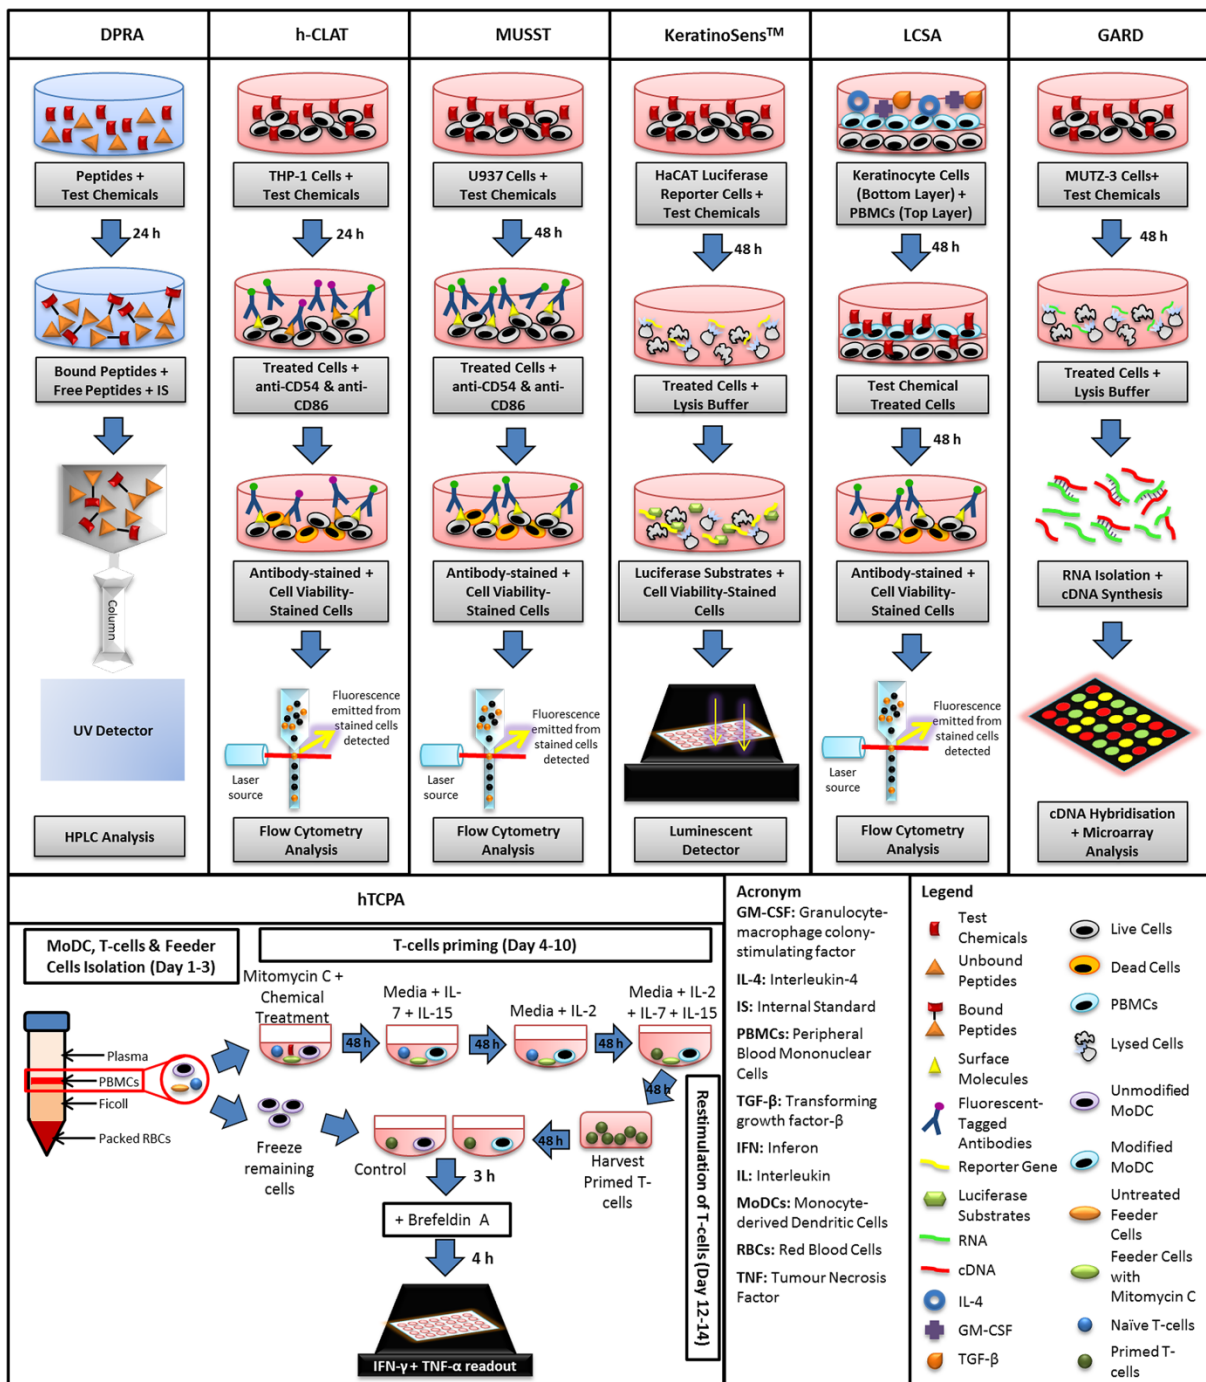 DPRA
Peptides +
Test Chemicals
24 h
Bound Peptides +
Free Peptides + IS
Column
UV Detector
HPLC Analysis
h-CLAT
THP-1 Cells +
Test Chemicals
24 h
Treated Cells +
anti-CD54 & anti-
CD86
Antibody-stained +
Cell Viability-
Stained Cells
Fluorescence
emitted from
stained cells
detected
Laser
source
Flow Cytometry
Analysis
MUSST
U937 Cells +
Test Chemicals
48 h
Treated Cells +
anti-CD54 & anti-
CD86
Antibody-stained +
Cell Viability-
Stained Cells
Fluorescence
emitted from
stained cells
detected
Laser
source
Flow Cytometry
Analysis
KeratinoSens™
HaCAT Luciferase
Reporter Cells +
Test Chemicals
48 h
Treated Cells +
Lysis Buffer
Luciferase Substrates +
Cell Viability-Stained
Cells
Luminescent
Detector
LCSA
Keratinocyte Cells
(Bottom Layer) +
PBMCs (Top Layer)
48 h
Test Chemical
Treated Cells
48 h
Antibody-stained +
Cell Viability-
Stained Cells
Fluorescence
emitted from
stained cells
detected
Laser
source
Flow Cytometry
Analysis
GARD
MUTZ-3 Cells+
Test Chemicals
48 h
Treated Cells +
Lysis Buffer
RNA Isolation +
cDNA Synthesis
cDNA Hybridisation
+ Microarray
Analysis
hTCPA
MoDC, T-cells & Feeder
Cells Isolation (Day 1-3)
Plasma
PBMCs
Ficoll
Packed RBCs
T-cells priming (Day 4-10)
Mitomycin C +
Chemical
Treatment
48 h
Media + IL-
7 + IL-15
48 h
Media + IL-2
48 h
Media + IL-2
+ IL-7 + IL-15
48 h
Restimulation of T-cells (Day 12-14)
Harvest
Primed T-
cells
48 h
Freeze
remaining
cells
Control
3 h
+ Brefeldin A
4 h
IFN-γ + TNF-α readout
Acronym
GM-CSF: Granulocyte-
macrophage colony-
stimulating factor
IL-4: Interleukin-4
IS: Internal Standard
PBMCs: Peripheral
Blood Mononuclear
Cells
TGF-β: Transforming
growth factor-β
IFN: Inferon
IL: Interleukin
MoDCs: Monocyte-
derived Dendritic Cells
RBCs: Red Blood Cells
TNF: Tumour Necrosis
Factor
Legend
Test
Chemicals
Unbound
Peptides
Bound
Peptides
Surface
Molecules
Fluorescent-
Tagged
Antibodies
Reporter Gene
Luciferase
Substrates
RNA
cDNA
IL-4
GM-CSF
TGF-β
Live Cells
Dead Cells
PBMCs
Lysed Cells
Unmodified
MoDC
Modified
MoDC
Untreated
Feeder
Cells
Feeder Cells
with
Mitomycin C
Naïve T-cells
Primed T-
cells